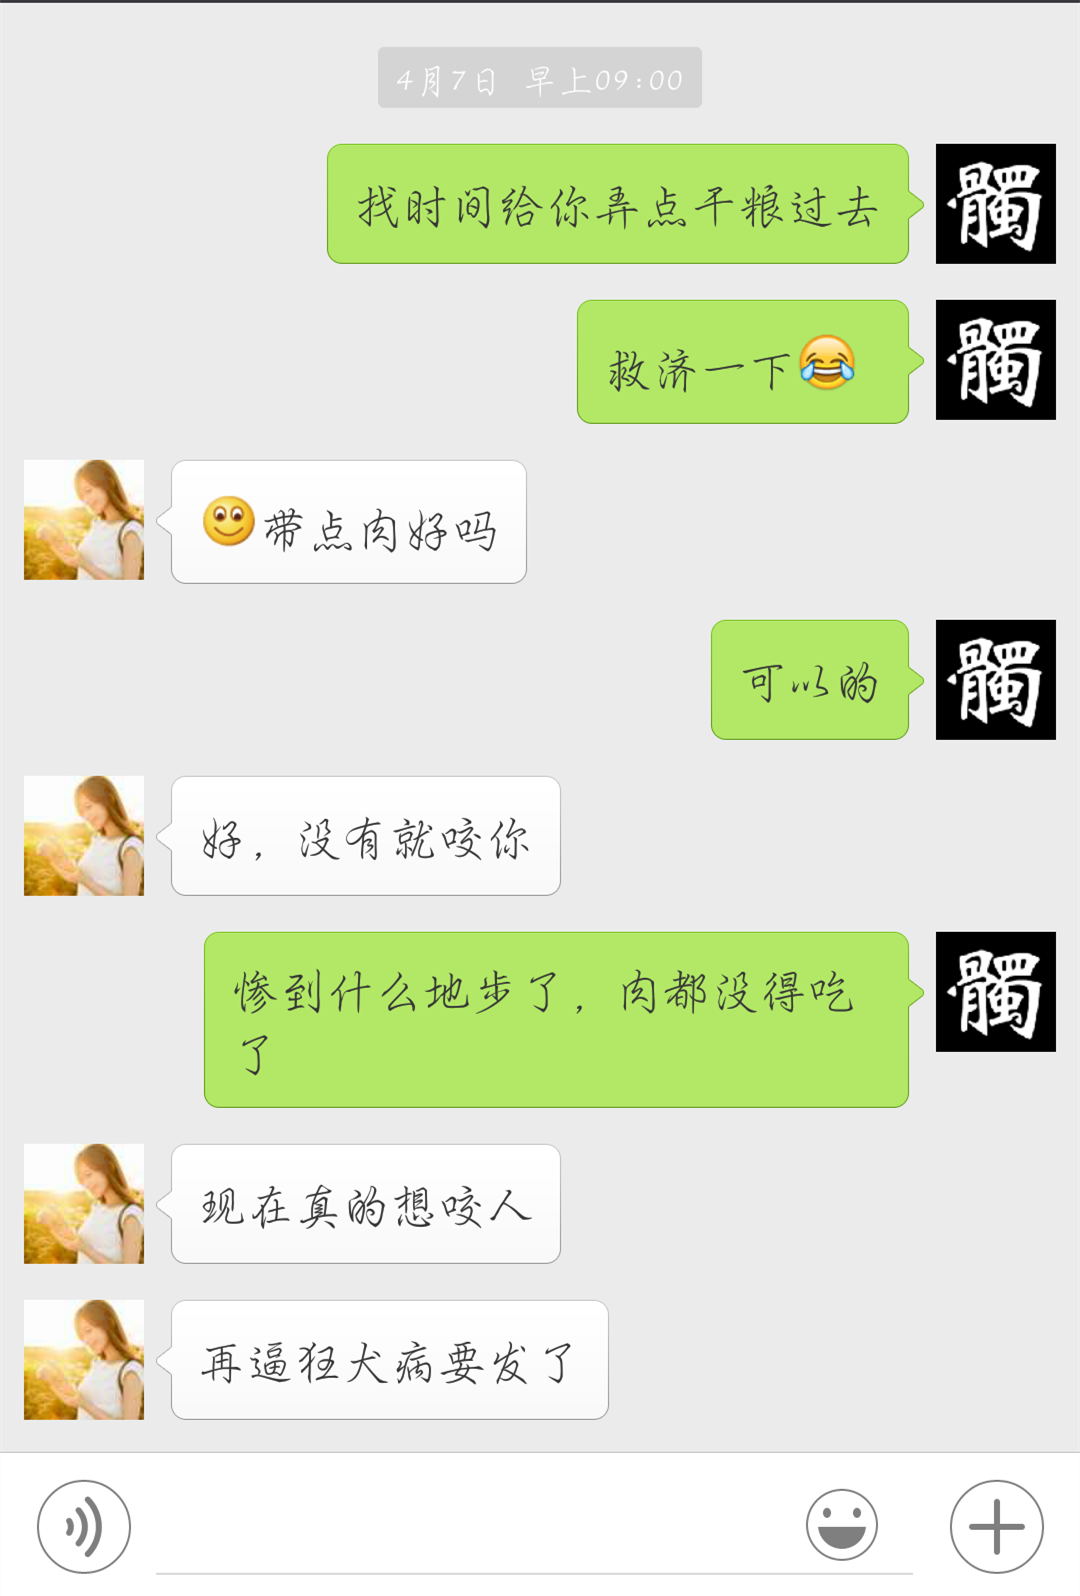 4月7日 早上09:00
找时间给你弄点干粮过去
髑
救济一下😂
髑
🙂带点肉好吗
可以的
髑
好，没有就咬你
惨到什么地步了，肉都没得吃
了
髑
现在真的想咬人
再逼狂犬病要发了